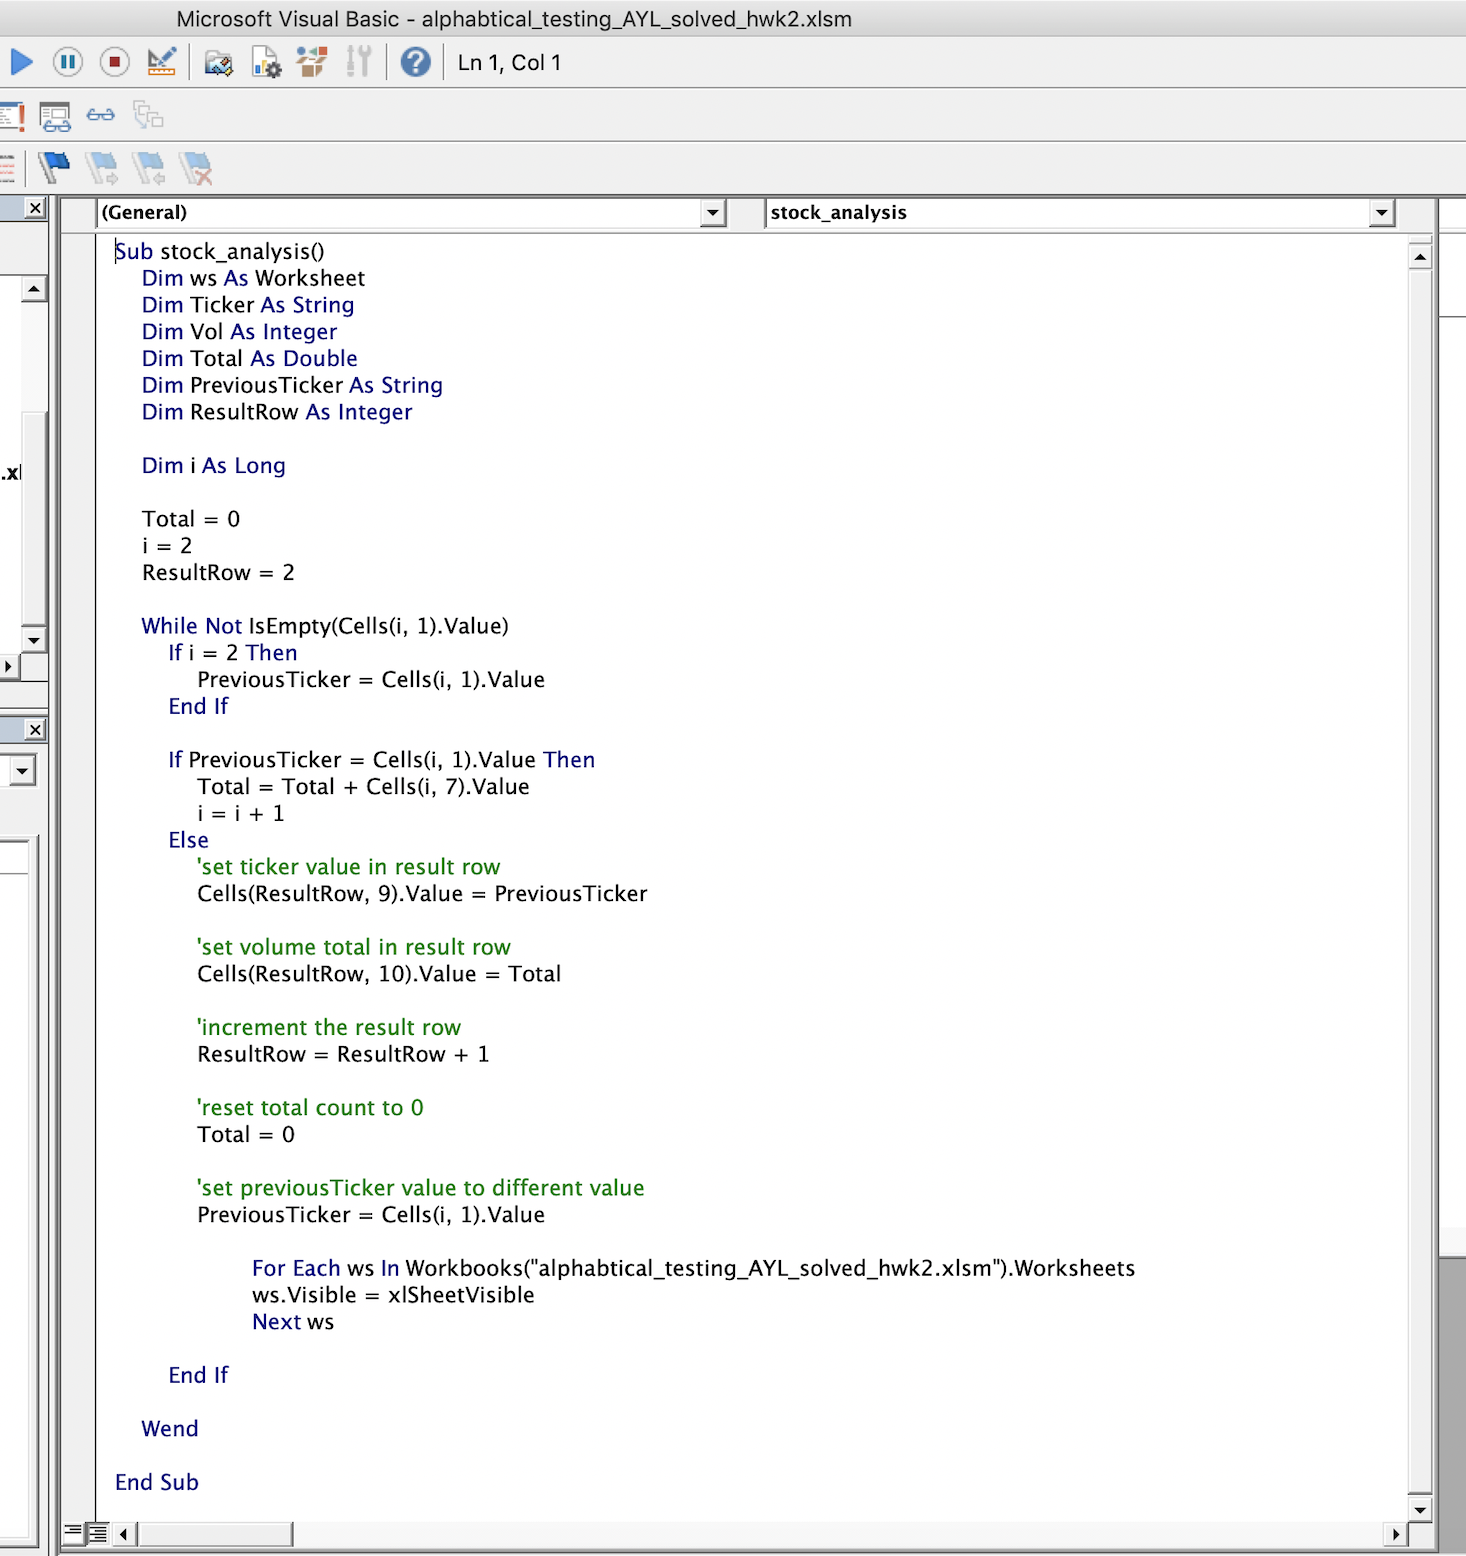 Microsoft Visual Basic - alphabtical_testing_AYL_solved_hwk2.xlsm
Ln 1, Col 1
(General)
stock_analysis
.xl
Sub stock_analysis()
Dim ws As Worksheet
Dim Ticker As String
Dim Vol As Integer
Dim Total As Double
Dim PreviousTicker As String
Dim ResultRow As Integer
Dim i As Long
Total = 0
i = 2
ResultRow = 2
While Not IsEmpty(Cells(i, 1).Value)
If i = 2 Then
PreviousTicker = Cells(i, 1).Value
End If
If PreviousTicker = Cells(i, 1).Value Then
Total = Total + Cells(i, 7).Value
i = i + 1
Else
'set ticker value in result row
Cells(ResultRow, 9).Value = PreviousTicker
'set volume total in result row
Cells(ResultRow, 10).Value = Total
'increment the result row
ResultRow = ResultRow + 1
'reset total count to 0
Total = 0
'set previousTicker value to different value
PreviousTicker = Cells(i, 1).Value
For Each ws In Workbooks("alphabtical_testing_AYL_solved_hwk2.xlsm").Worksheets
ws.Visible = xlSheetVisible
Next ws
End If
Wend
End Sub